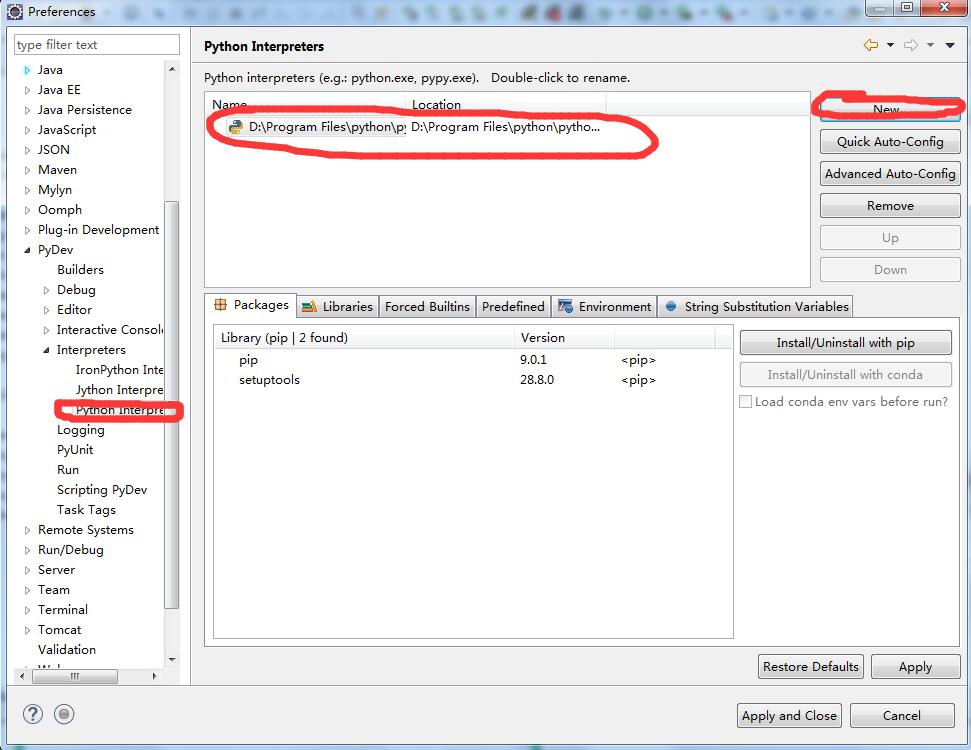 Preferences
type filter text
Java
Java EE
Java Persistence
JavaScript
JSON
Maven
Mylyn
Oomph
Plug-in Development
PyDev
Builders
Debug
Editor
Interactive Consol
Interpreters
IronPython Inte
Jython Interpre
Python Interpre
Logging
PyUnit
Run
Scripting PyDev
Task Tags
Remote Systems
Run/Debug
Server
Team
Terminal
Tomcat
Validation
Python Interpreters
Python interpreters (e.g.: python.exe, pypy.exe). Double-click to rename.
Name Location
D:\Program Files\python\py D:\Program Files\python\pytho...
New
Quick Auto-Config
Advanced Auto-Config
Remove
Up
Down
Packages Libraries Forced Builtins Predefined Environment String Substitution Variables
Library (pip | 2 found) Version
pip 9.0.1 <pip>
setuptools 28.8.0 <pip>
Install/Uninstall with pip
Install/Uninstall with conda
Load conda env vars before run?
Restore Defaults Apply
Apply and Close Cancel